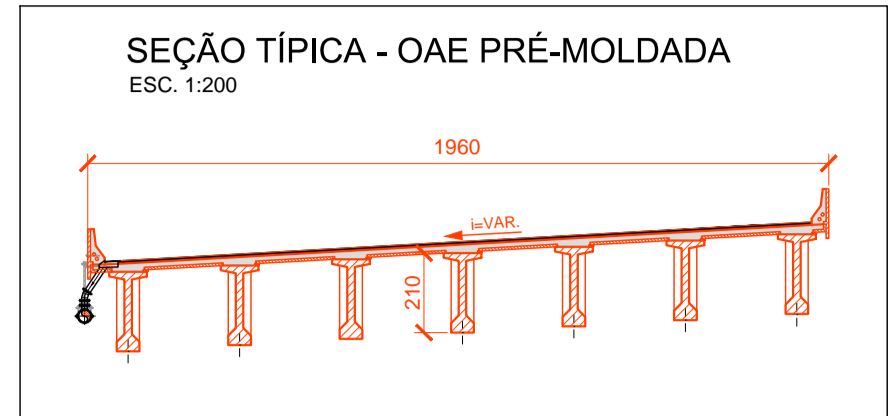 SEÇÃO TÍPICA - OAE PRÉ-MOLDADA
ESC. 1:200
1960
i=VAR.
210